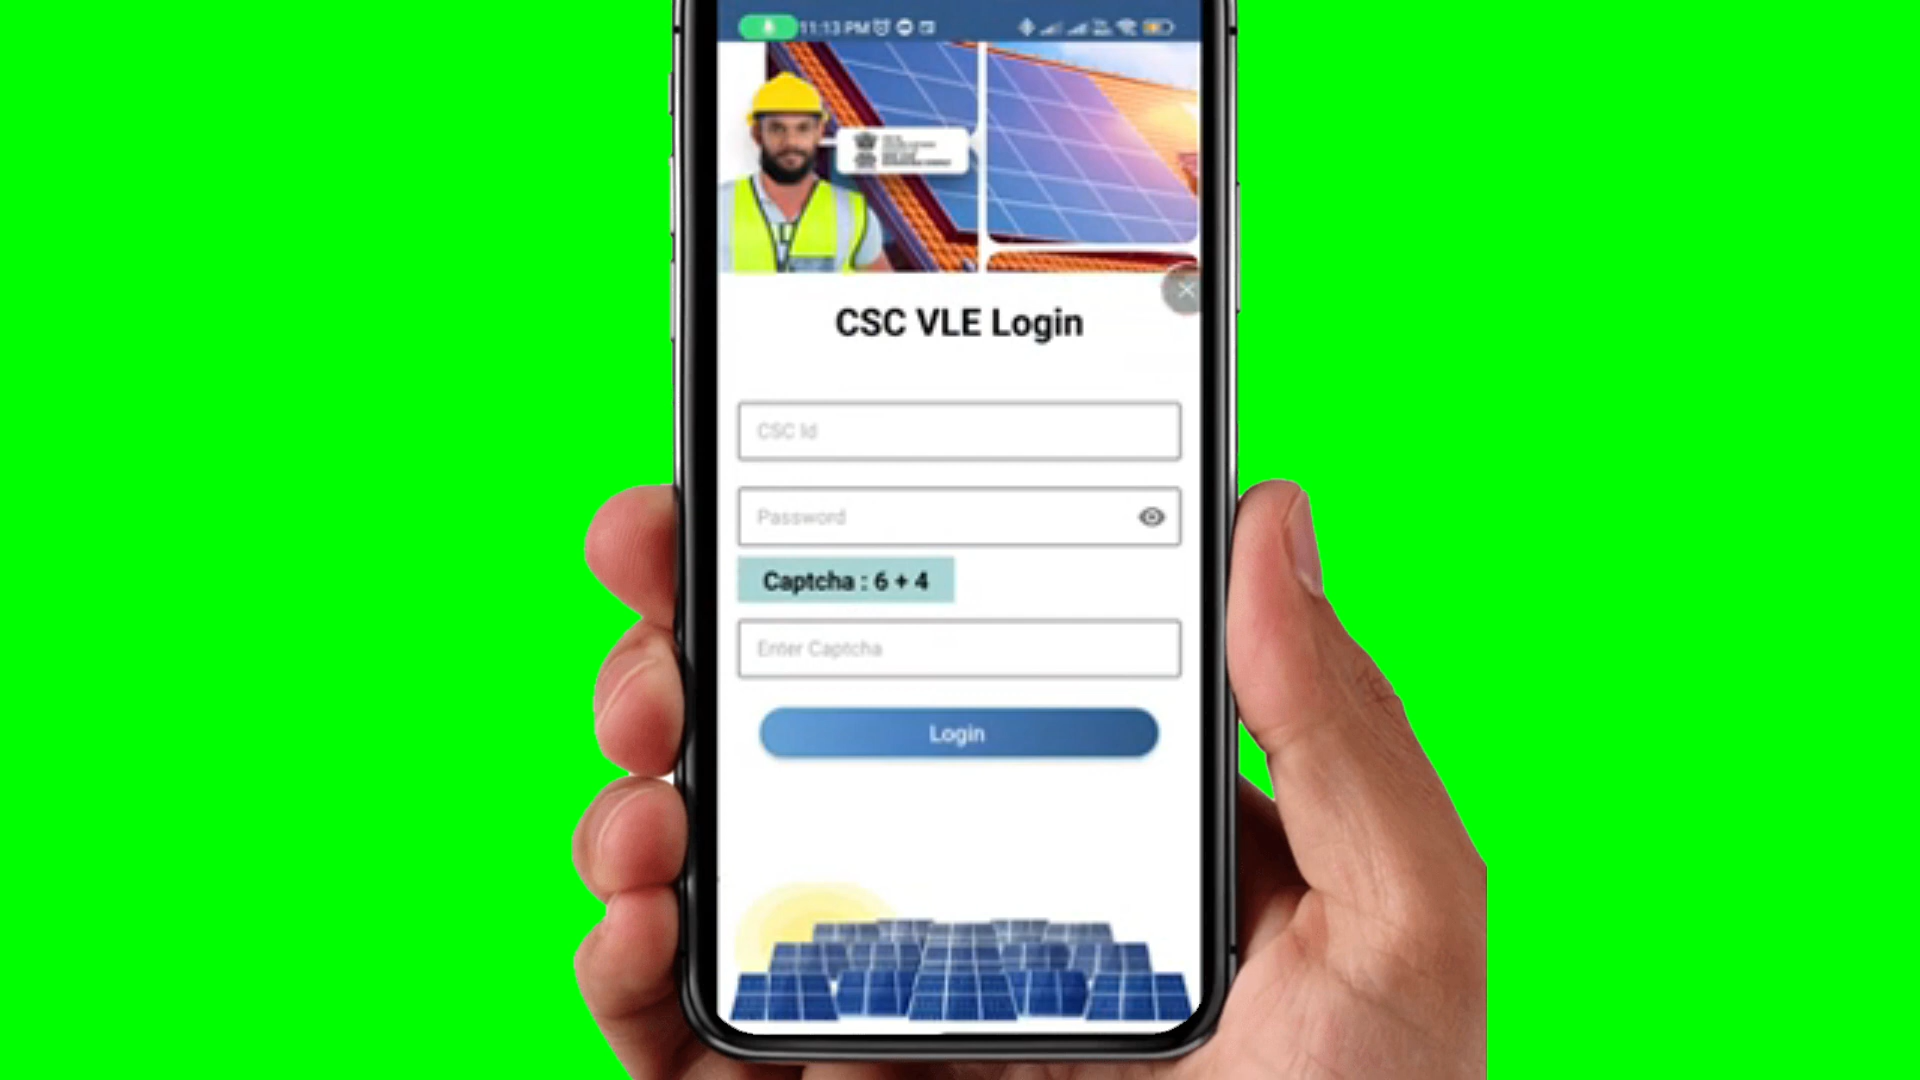 11:13 PM
CSC VLE Login
CSC Id
Password
Captcha : 6 + 4
Enter Captcha
Login